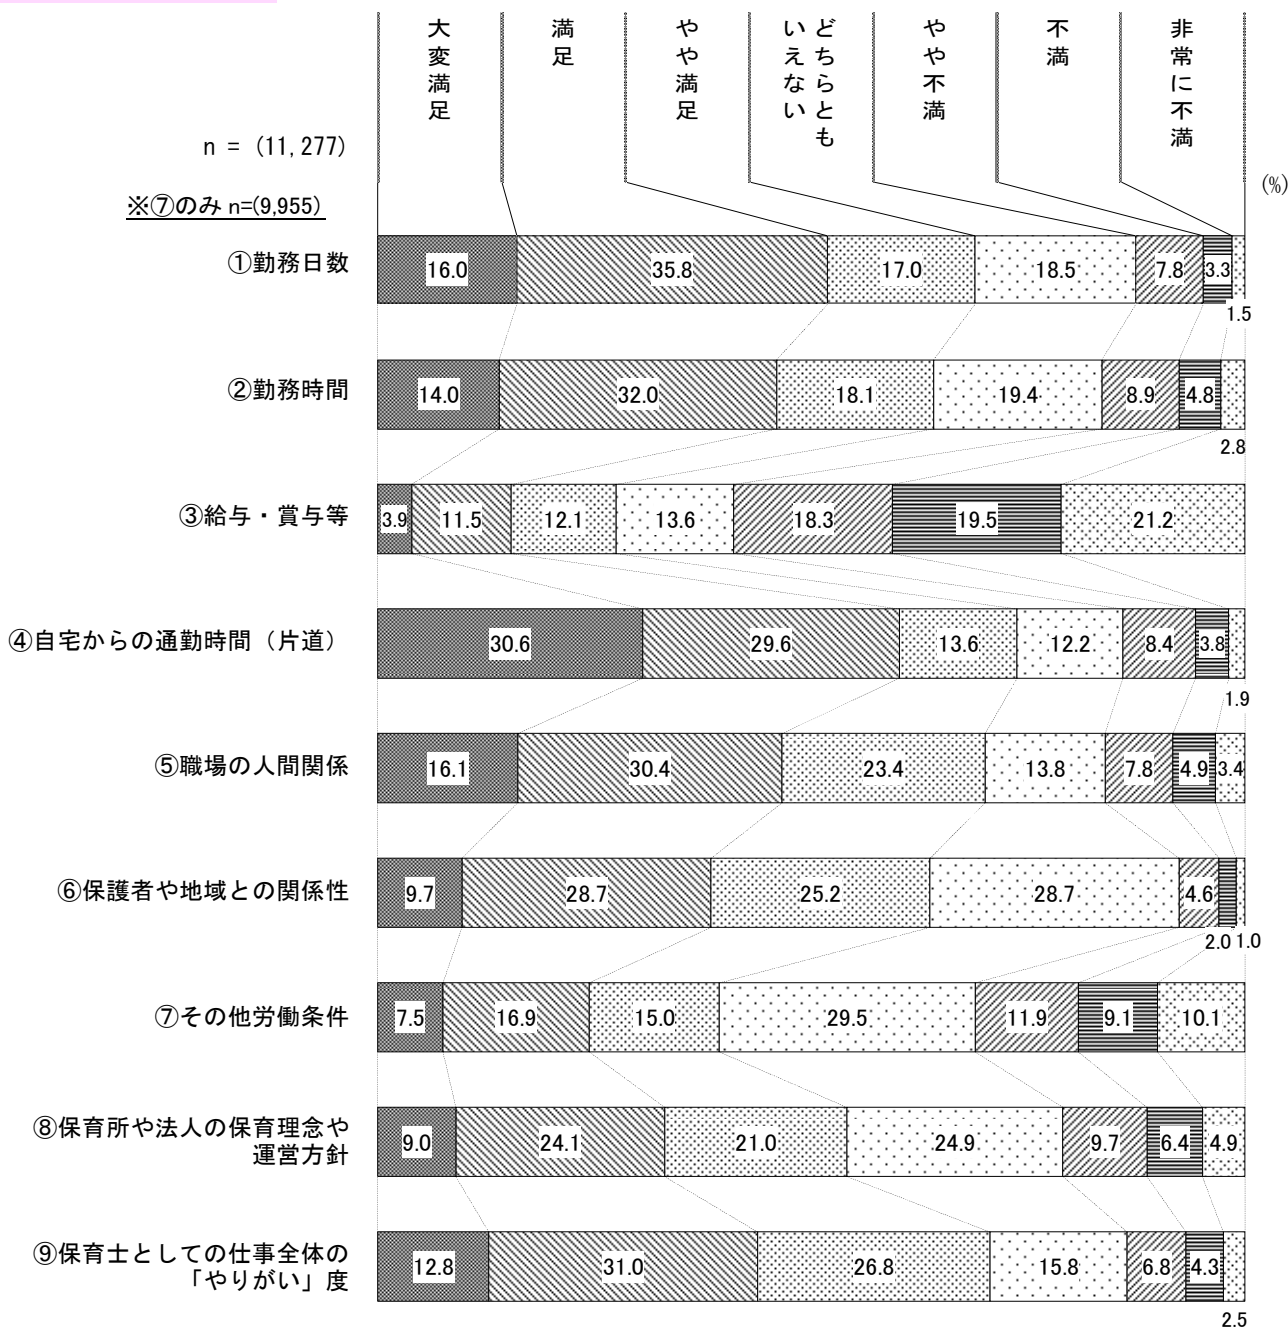 大変満足
満足
やや満足
どちらとも
いえない
やや不満
不満
非常に不満
n = (11,277)
(%)
※⑦のみ n=(9,955)
①勤務日数
16.0 35.8 17.0 18.5 7.8 3.3
1.5
②勤務時間
14.0 32.0 18.1 19.4 8.9 4.8
2.8
③給与・賞与等
3.9 11.5 12.1 13.6 18.3 19.5 21.2
④自宅からの通勤時間（片道）
30.6 29.6 13.6 12.2 8.4 3.8
1.9
⑤職場の人間関係
16.1 30.4 23.4 13.8 7.8 4.9 3.4
⑥保護者や地域との関係性
9.7 28.7 25.2 28.7 4.6
2.0 1.0
⑦その他労働条件
7.5 16.9 15.0 29.5 11.9 9.1 10.1
⑧保育所や法人の保育理念や
運営方針
9.0 24.1 21.0 24.9 9.7 6.4 4.9
⑨保育士としての仕事全体の
「やりがい」度
12.8 31.0 26.8 15.8 6.8 4.3
2.5